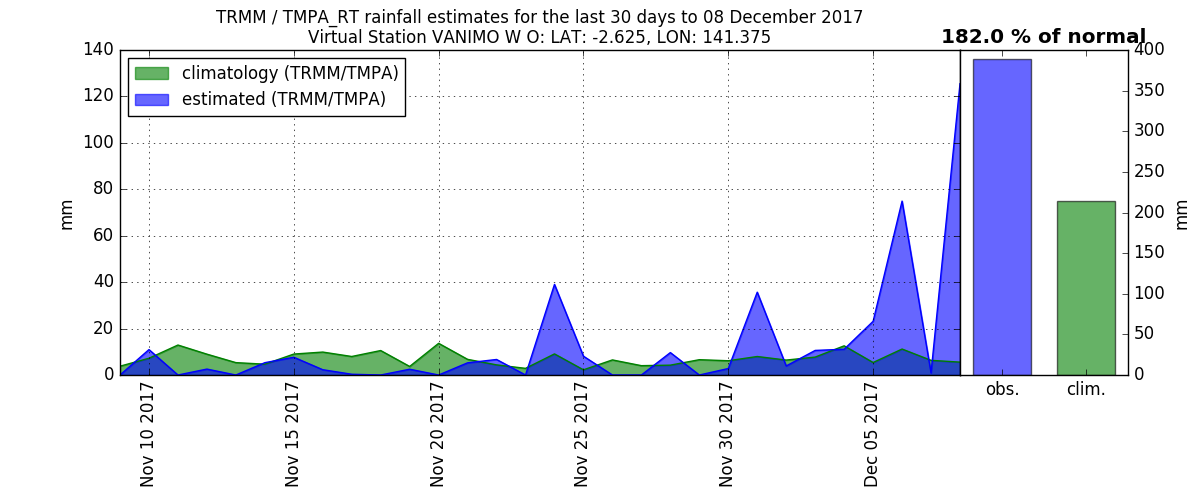 TRMM / TMPA_RT rainfall estimates for the last 30 days to 08 December 2017
Virtual Station VANIMO W O: LAT: -2.625, LON: 141.375
182.0 % of normal
climatology (TRMM/TMPA)
estimated (TRMM/TMPA)
140
120
100
80
60
40
20
0
mm
Nov 10 2017
Nov 15 2017
Nov 20 2017
Nov 25 2017
Nov 30 2017
Dec 05 2017
400
350
300
250
200
150
100
50
0
mm
obs.
clim.